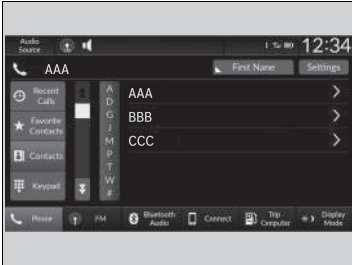 Audio
Source
12:34
AAA
First Name
Settings
Recent
Calls
Favorite
Contacts
Contacts
Keypad
A
D
G
J
M
P
T
W
#
AAA
BBB
CCC
Phone
FM
Bluetooth
Audio
Connect
Trip
Computer
Display
Mode